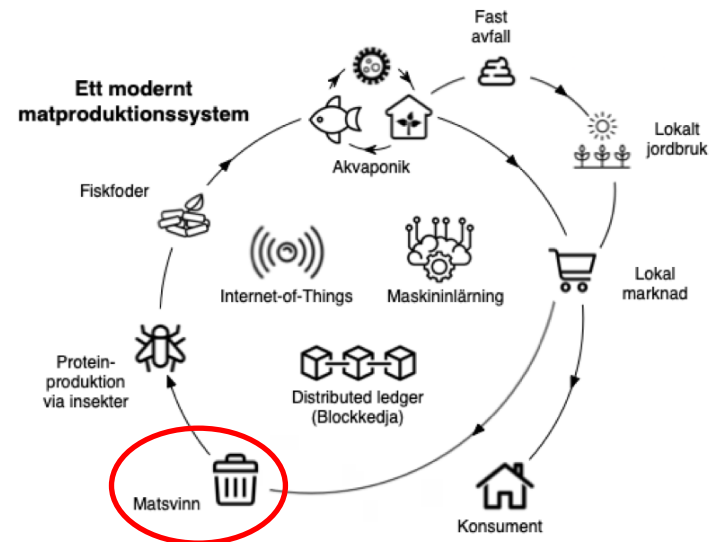 Ett modernt
matproduktionssystem
Fast
avfall
Lokalt
jordbruk
Akvaponik
Fiskfoder
Internet-of-Things
Maskininlärning
Lokal
marknad
Protein-
produktion
via insekter
Distributed ledger
(Blockkedja)
Matsvinn
Konsument